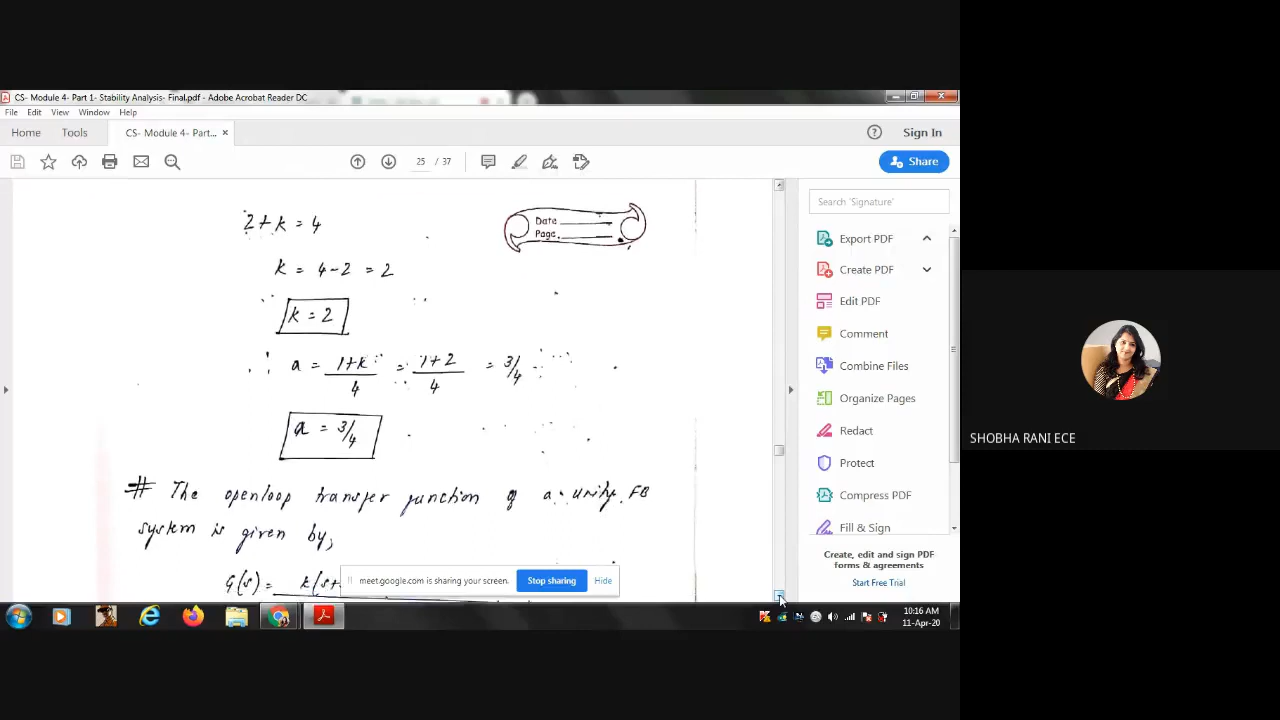 CS- Module 4- Part 1- Stability Analysis- Final.pdf - Adobe Acrobat Reader DC
File Edit View Window Help
Home Tools CS- Module 4- Part... × Sign In
25 / 37 Share
2+k = 4
Date
Page.
k = 4-2 = 2
k = 2
∴ a = 1+k/4 = 1+2/4 = 3/4
a = 3/4
# The openloop transfer junction of a unity FB
system is given by,
G(s) = k(s+
Search 'Signature'
Export PDF
Create PDF
Edit PDF
Comment
Combine Files
Organize Pages
Redact
Protect
Compress PDF
Fill & Sign
Create, edit and sign PDF
forms & agreements
Start Free Trial
meet.google.com is sharing your screen. Stop sharing Hide
10:16 AM
11-Apr-20
SHOBHA RANI ECE